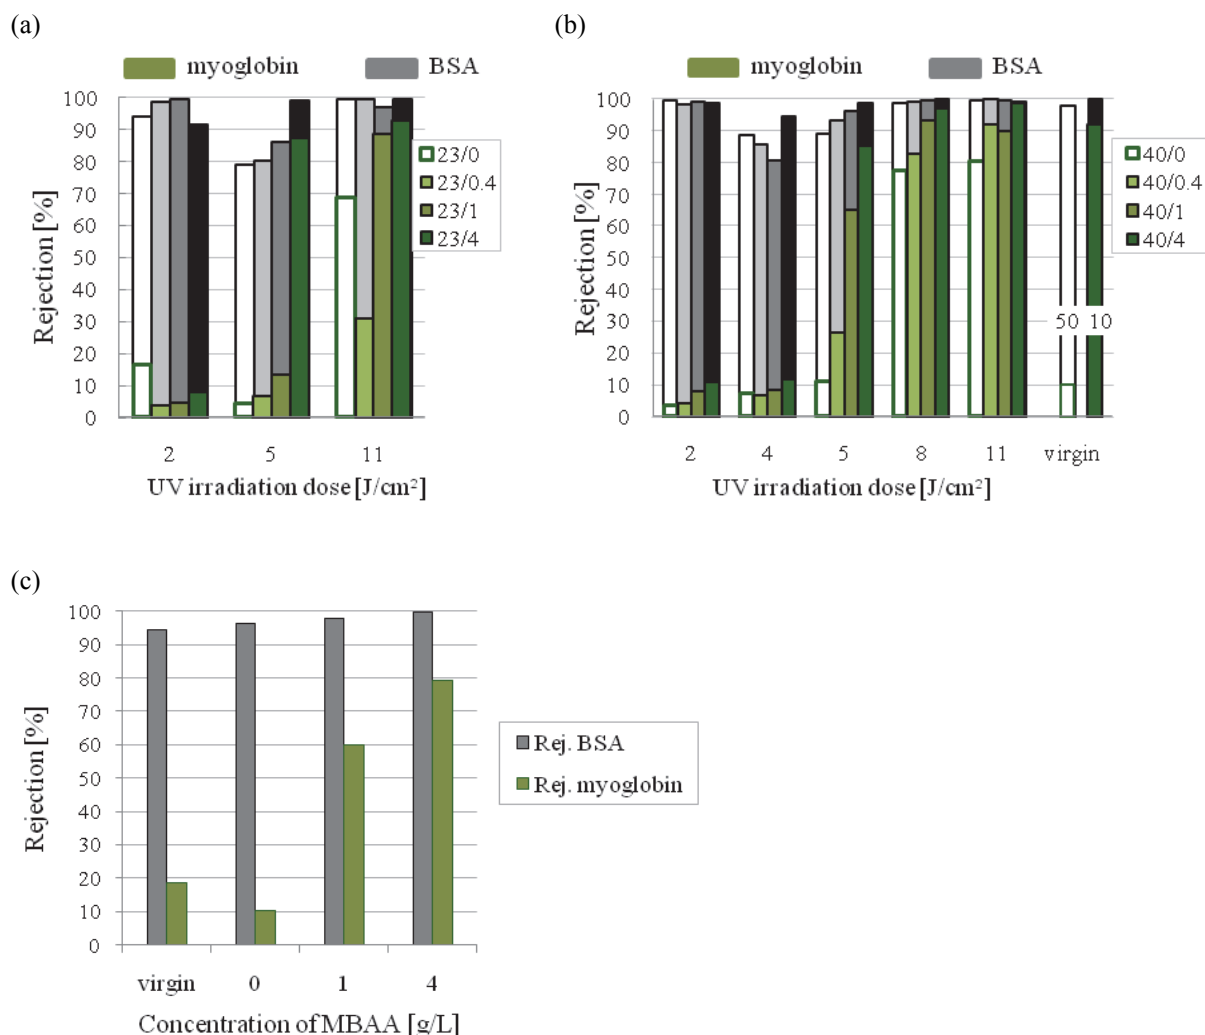 (a)
myoglobin BSA
100
90
80
70
60
50
40
30
20
10
0
Rejection [%]
2 5 11
UV irradiation dose [J/cm²]
23/0
23/0.4
23/1
23/4
(b)
myoglobin BSA
100
90
80
70
60
50
40
30
20
10
0
Rejection [%]
50 10
2 4 5 8 11 virgin
UV irradiation dose [J/cm²]
40/0
40/0.4
40/1
40/4
(c)
100
90
80
70
60
50
40
30
20
10
0
Rejection [%]
virgin 0 1 4
Concentration of MBAA [g/L]
Rej. BSA
Rej. myoglobin